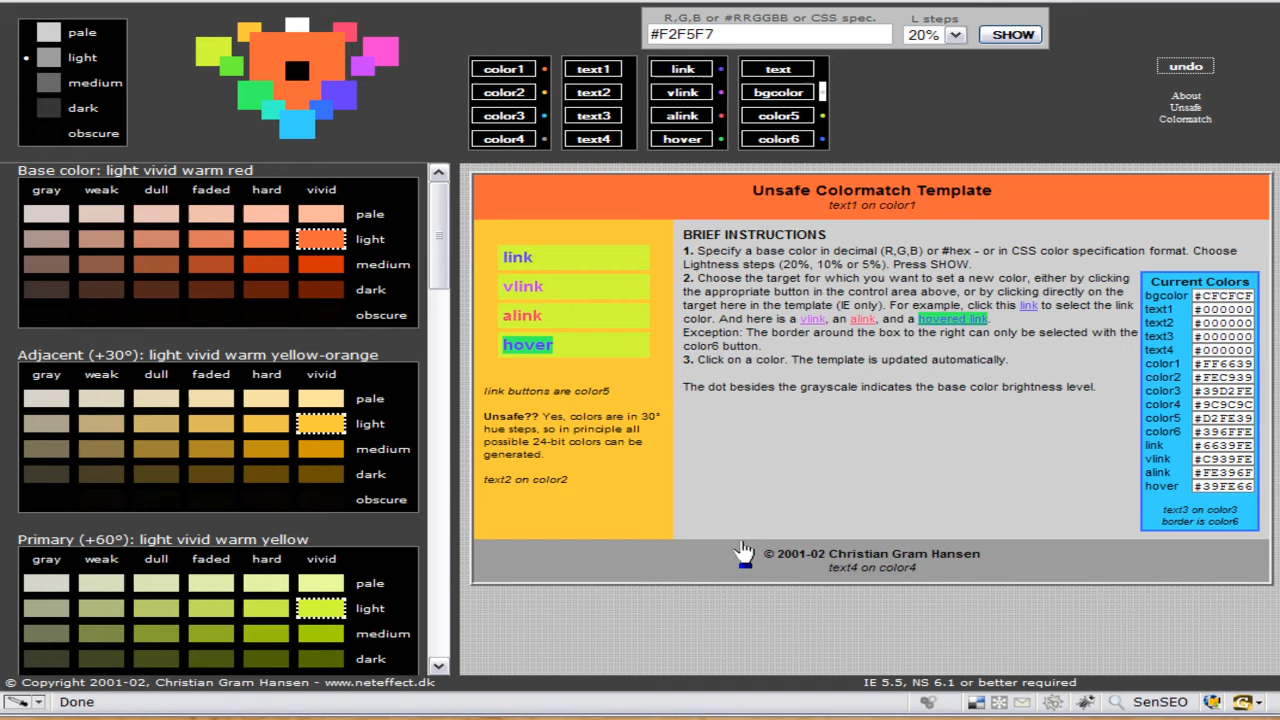 pale
light
medium
dark
obscure
R,G,B or #RRGGBB or CSS spec.
L steps
#F2F5F7
20%
SHOW
color1
text1
link
text
color2
text2
vlink
bgcolor
color3
text3
alink
color5
color4
text4
hover
color6
undo
About
Unsafe
Colormatch
Base color: light vivid warm red
gray weak dull faded hard vivid
pale
light
medium
dark
obscure
Adjacent (+30°): light vivid warm yellow-orange
gray weak dull faded hard vivid
pale
light
medium
dark
obscure
Primary (+60°): light vivid warm yellow
gray weak dull faded hard vivid
pale
light
medium
dark
Unsafe Colormatch Template
text1 on color1
link
vlink
alink
hover
link buttons are color5
Unsafe?? Yes, colors are in 30°
hue steps, so in principle all
possible 24-bit colors can be
generated.
text2 on color2
BRIEF INSTRUCTIONS
1. Specify a base color in decimal (R,G,B) or #hex - or in CSS color specification format. Choose
Lightness steps (20%, 10% or 5%). Press SHOW.
2. Choose the target for which you want to set a new color, either by clicking
the appropriate button in the control area above, or by clicking directly on the
target here in the template (IE only). For example, click this link to select the link
color. And here is a vlink, an alink, and a hovered link.
Exception: The border around the box to the right can only be selected with the
color6 button.
3. Click on a color. The template is updated automatically.
The dot besides the grayscale indicates the base color brightness level.
Current Colors
bgcolor #CFCFCF
text1 #000000
text2 #000000
text3 #000000
text4 #000000
color1 #FF6639
color2 #FEC939
color3 #39D2FE
color4 #9C9C9C
color5 #D2FE39
color6 #396FFE
link #6639FE
vlink #C939FE
alink #FE396F
hover #39FE66
text3 on color3
border is color6
© 2001-02 Christian Gram Hansen
text4 on color4
© Copyright 2001-02, Christian Gram Hansen - www.neteffect.dk
IE 5.5, NS 6.1 or better required
Done
SenSEO